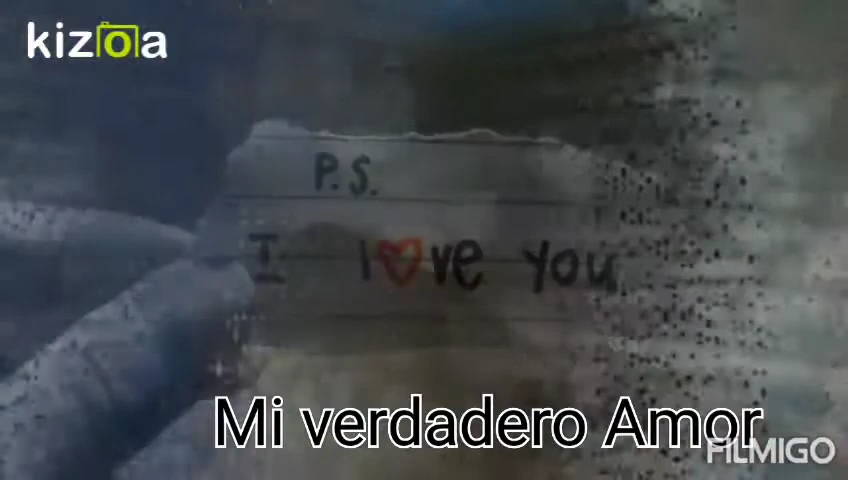 kizoa
P.S.
I love you
Mi verdadero Amor
FILMIGO